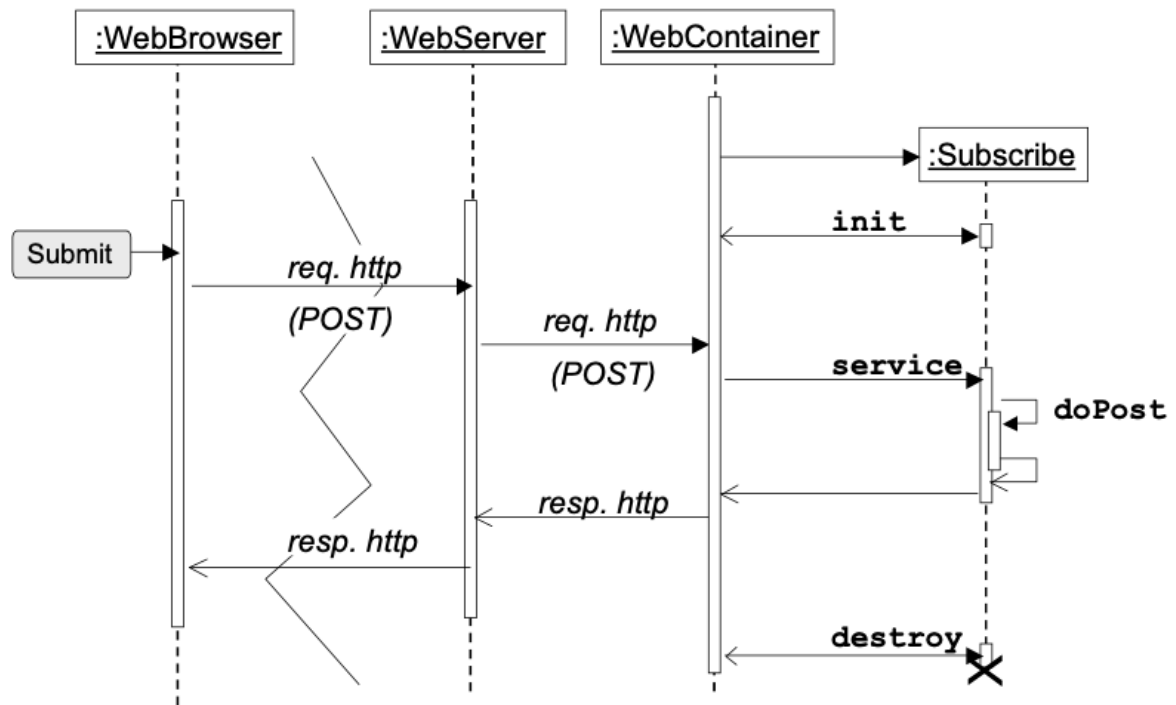 :WebBrowser
:WebServer
:WebContainer
:Subscribe
init
Submit
req. http
(POST)
req. http
(POST)
service
doPost
resp. http
resp. http
destroy